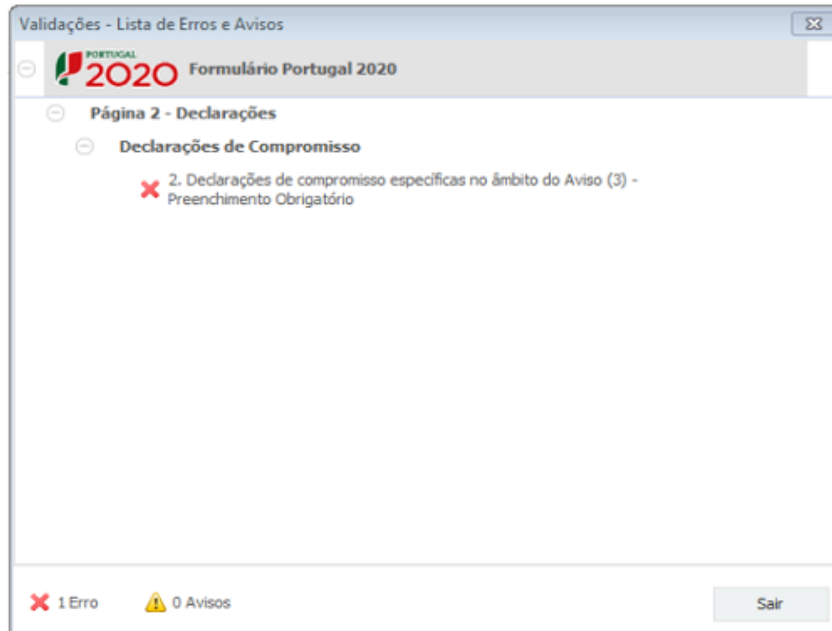 Validações - Lista de Erros e Avisos
PORTUGAL
2020
Formulário Portugal 2020
Página 2 - Declarações
Declarações de Compromisso
2. Declarações de compromisso específicas no âmbito do Aviso (3) -
Preenchimento Obrigatório
1 Erro
0 Avisos
Sair